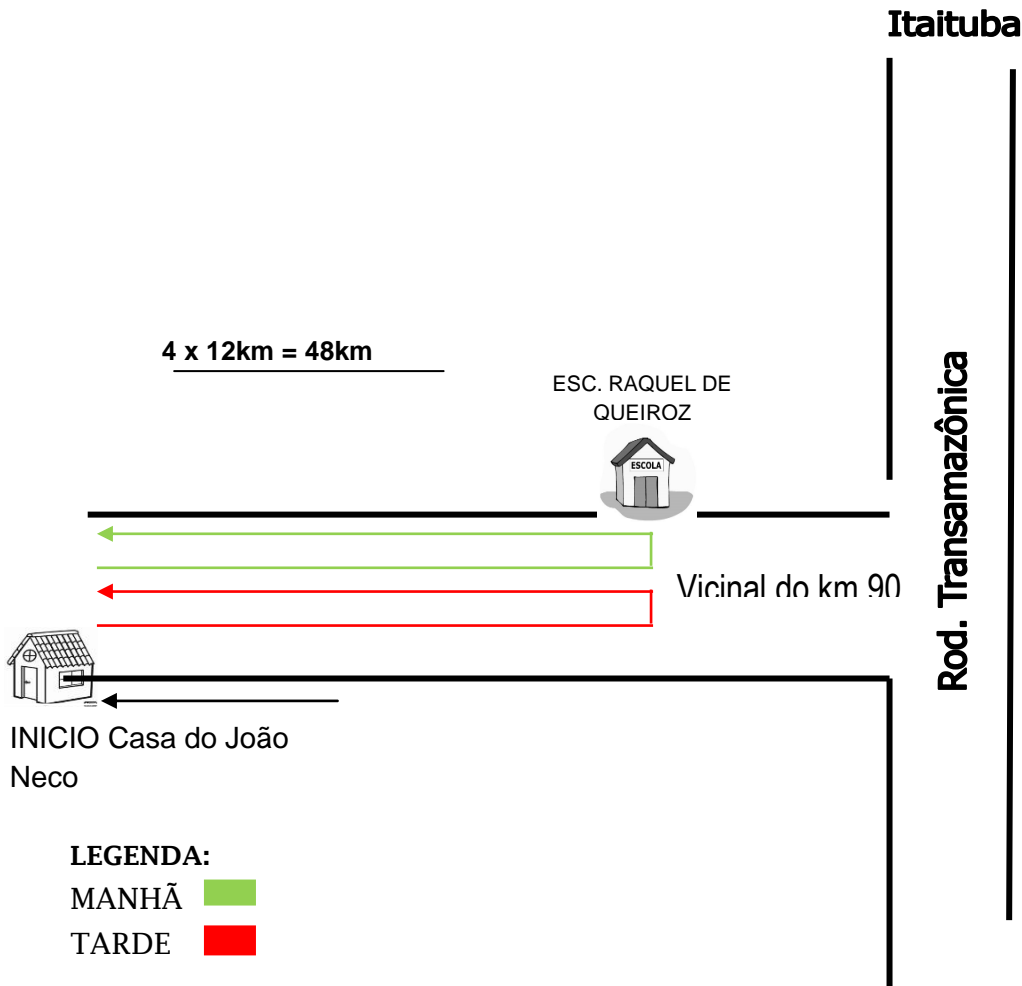 Itaituba
4 x 12km = 48km
ESC. RAQUEL DE
QUEIROZ
ESCOLA
Rod. Transamazônica
Vicinal do km 90
INICIO Casa do João
Neco
LEGENDA:
MANHÃ
TARDE